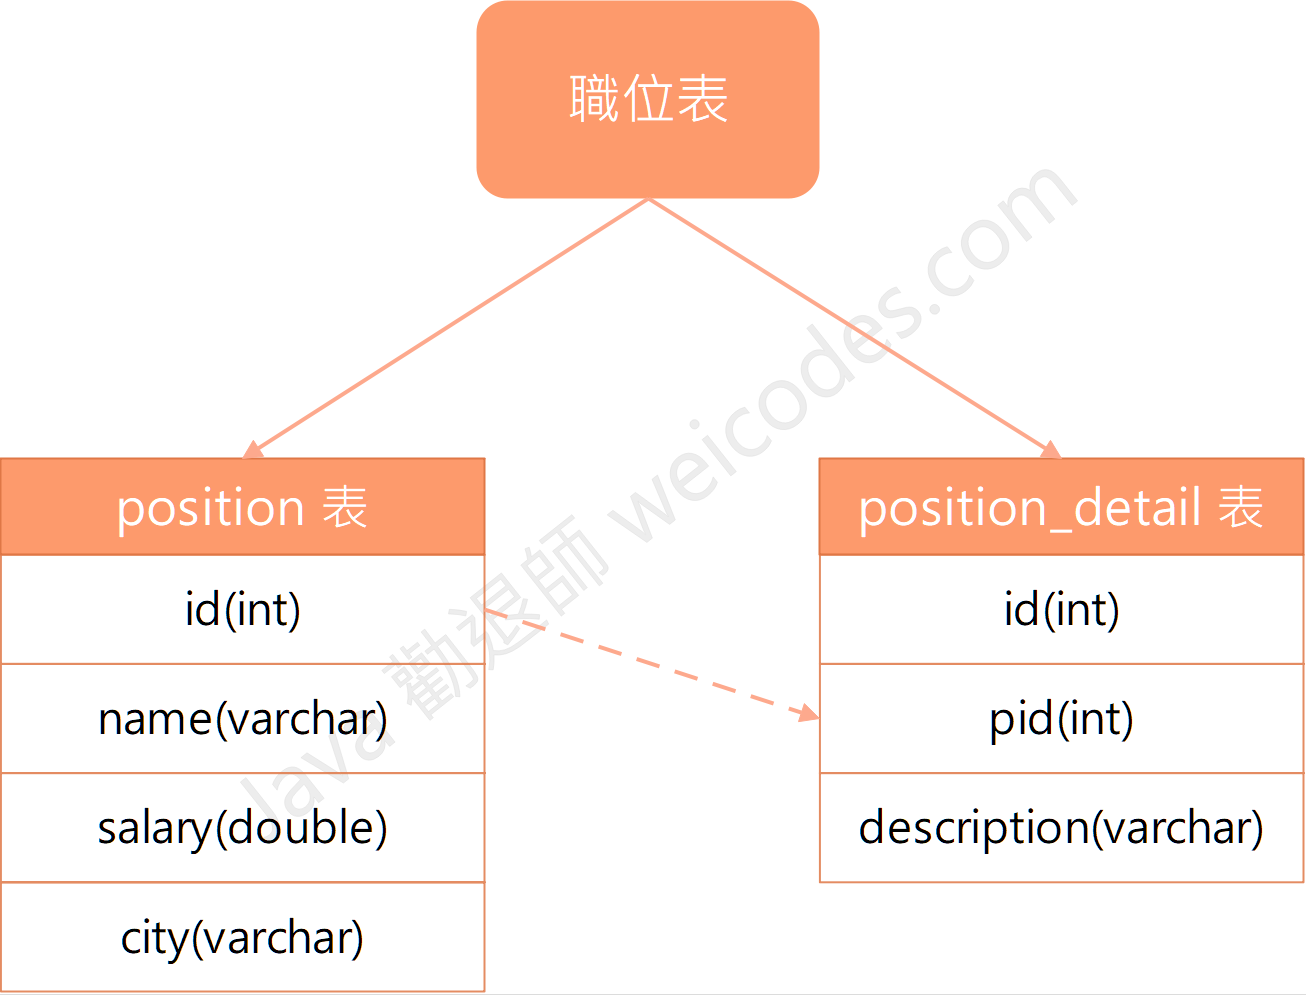 職位表
position 表
id(int)
name(varchar)
salary(double)
city(varchar)
position_detail 表
id(int)
pid(int)
description(varchar)
Java 勸退師 weicodes.com